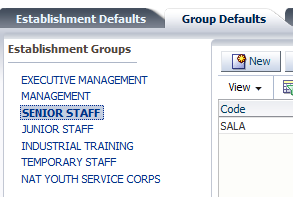 Establishment Defaults
Group Defaults
Establishment Groups
EXECUTIVE MANAGEMENT
MANAGEMENT
SENIOR STAFF
JUNIOR STAFF
INDUSTRIAL TRAINING
TEMPORARY STAFF
NAT YOUTH SERVICE CORPS
New
View
Code
SALA